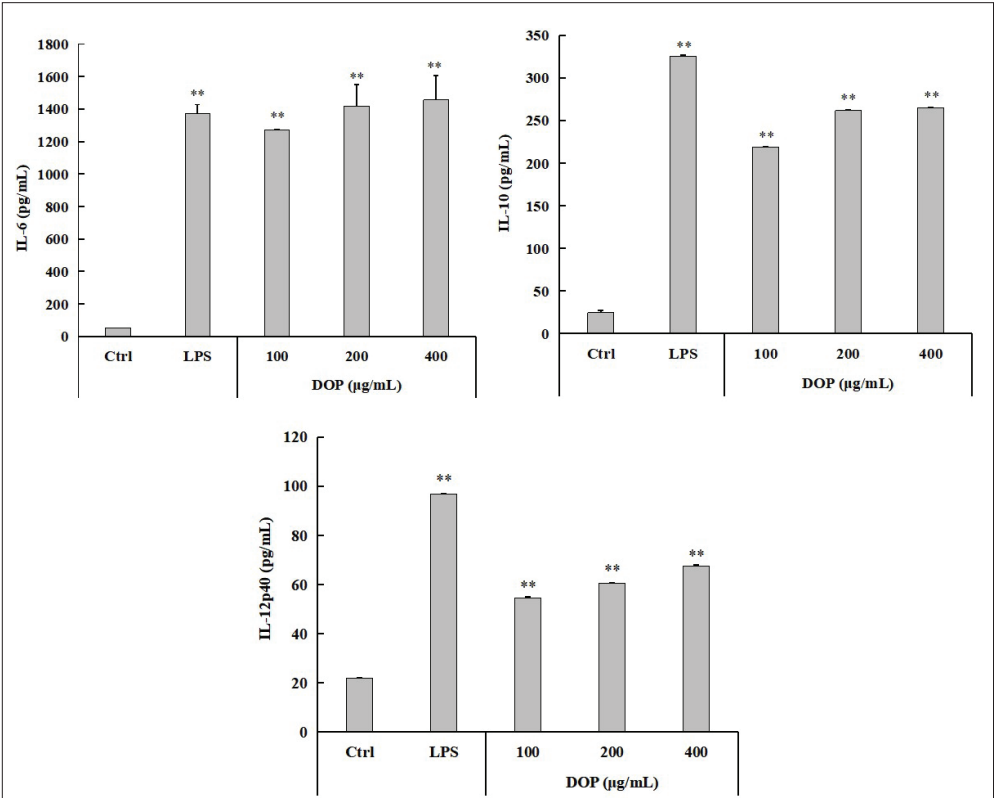 1800
1600
1400
1200
1000
800
600
400
200
0
IL-6 (pg/mL)
** ** ** **
Ctrl LPS 100 200 400
DOP (µg/mL)
350
300
250
200
150
100
50
0
IL-10 (pg/mL)
** ** ** **
Ctrl LPS 100 200 400
DOP (µg/mL)
120
100
80
60
40
20
0
IL-12p40 (pg/mL)
** ** ** **
Ctrl LPS 100 200 400
DOP (µg/mL)